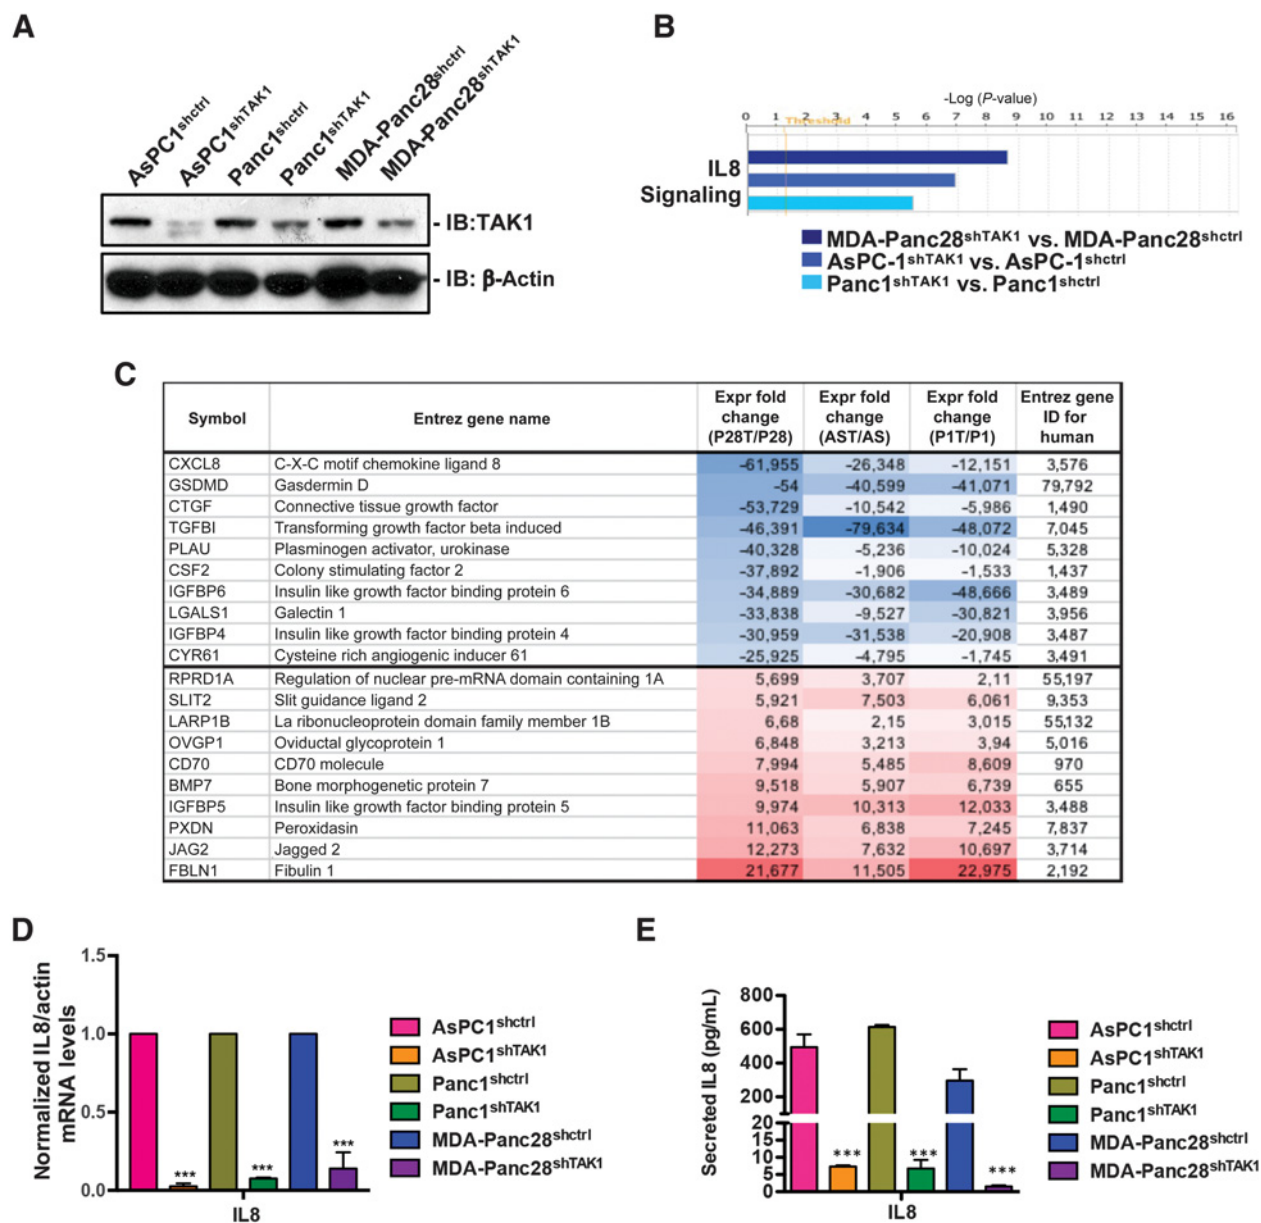 A
AsPC1shctrl
AsPC1shTAK1
Panc1shctrl
Panc1shTAK1
MDA-Panc28shctrl
MDA-Panc28shTAK1
- IB:TAK1
- IB: β-Actin
B
-Log (P-value)
0 1 2 3 4 5 6 7 8 9 10 11 12 13 14 15 16
Threshold
IL8
Signaling
MDA-Panc28shTAK1 vs. MDA-Panc28shctrl
AsPC-1shTAK1 vs. AsPC-1shctrl
Panc1shTAK1 vs. Panc1shctrl
C
Symbol Entrez gene name Expr fold change (P28T/P28) Expr fold change (AST/AS) Expr fold change (P1T/P1) Entrez gene ID for human
CXCL8 C-X-C motif chemokine ligand 8 -61,955 -26,348 -12,151 3,576
GSDMD Gasdermin D -54 -40,599 -41,071 79,792
CTGF Connective tissue growth factor -53,729 -10,542 -5,986 1,490
TGFBI Transforming growth factor beta induced -46,391 -79,634 -48,072 7,045
PLAU Plasminogen activator, urokinase -40,328 -5,236 -10,024 5,328
CSF2 Colony stimulating factor 2 -37,892 -1,906 -1,533 1,437
IGFBP6 Insulin like growth factor binding protein 6 -34,889 -30,682 -48,666 3,489
LGALS1 Galectin 1 -33,838 -9,527 -30,821 3,956
IGFBP4 Insulin like growth factor binding protein 4 -30,959 -31,538 -20,908 3,487
CYR61 Cysteine rich angiogenic inducer 61 -25,925 -4,795 -1,745 3,491
RPRD1A Regulation of nuclear pre-mRNA domain containing 1A 5,699 3,707 2,11 55,197
SLIT2 Slit guidance ligand 2 5,921 7,503 6,061 9,353
LARP1B La ribonucleoprotein domain family member 1B 6,68 2,15 3,015 55,132
OVGP1 Oviductal glycoprotein 1 6,848 3,213 3,94 5,016
CD70 CD70 molecule 7,994 5,485 8,609 970
BMP7 Bone morphogenetic protein 7 9,518 5,907 6,739 655
IGFBP5 Insulin like growth factor binding protein 5 9,974 10,313 12,033 3,488
PXDN Peroxidasin 11,063 6,838 7,245 7,837
JAG2 Jagged 2 12,273 7,632 10,697 3,714
FBLN1 Fibulin 1 21,677 11,505 22,975 2,192
D
Normalized IL8/actin
mRNA levels
1.5
1.0
0.5
0.0
*** *** ***
IL8
AsPC1shctrl
AsPC1shTAK1
Panc1shctrl
Panc1shTAK1
MDA-Panc28shctrl
MDA-Panc28shTAK1
E
Secreted IL8 (pg/mL)
800
600
400
200
20
15
10
5
0
*** *** ***
IL8
AsPC1shctrl
AsPC1shTAK1
Panc1shctrl
Panc1shTAK1
MDA-Panc28shctrl
MDA-Panc28shTAK1